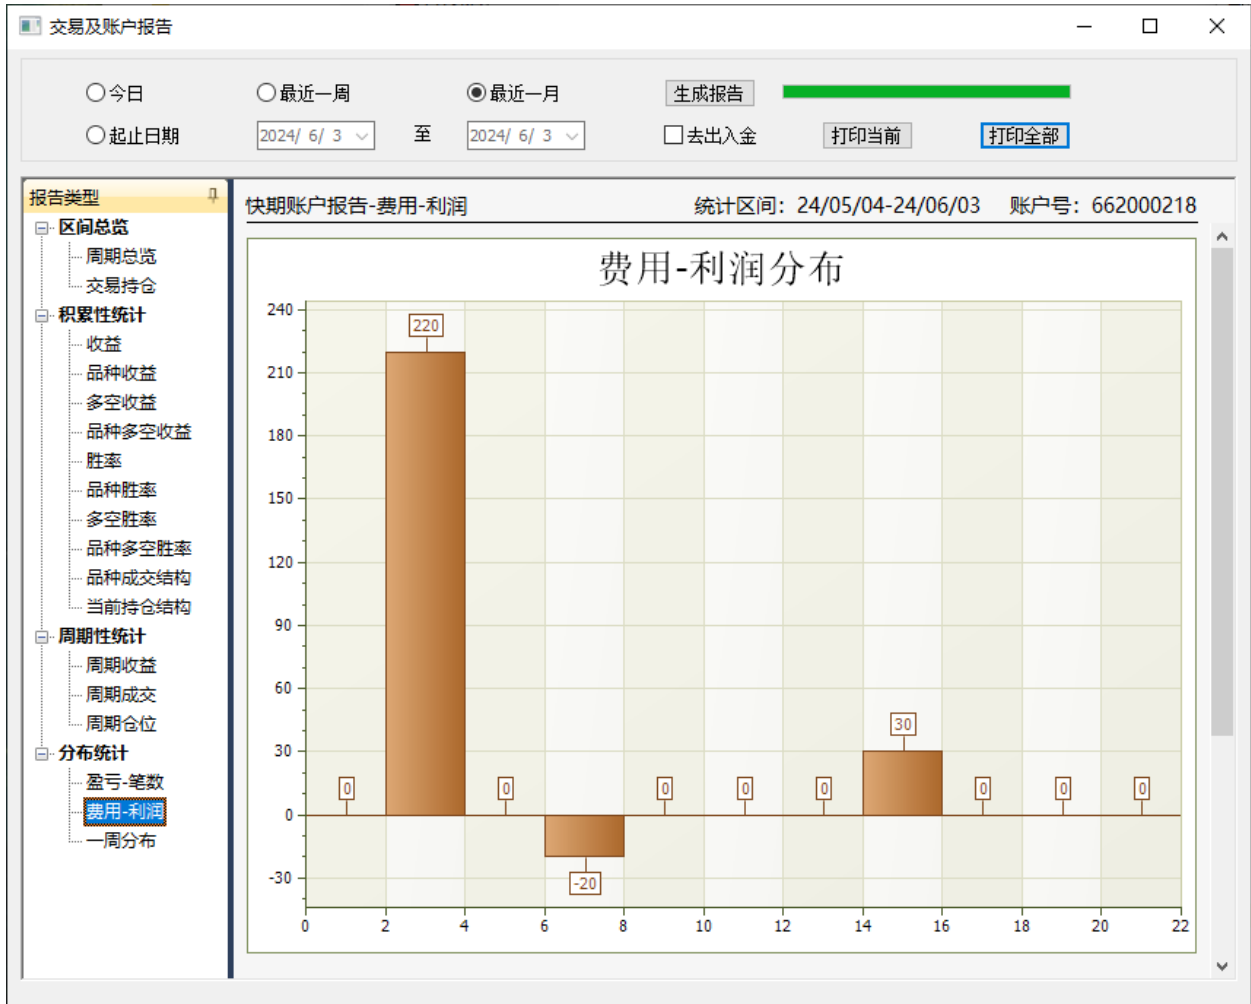 交易及账户报告
今日 最近一周 最近一月 生成报告
起止日期 2024/ 6/ 3 至 2024/ 6/ 3 去出入金 打印当前 打印全部
报告类型
区间总览
周期总览
交易持仓
积累性统计
收益
品种收益
多空收益
品种多空收益
胜率
品种胜率
多空胜率
品种多空胜率
品种成交结构
当前持仓结构
周期性统计
周期收益
周期成交
周期仓位
分布统计
盈亏-笔数
费用-利润
一周分布
快期账户报告-费用-利润 统计区间：24/05/04-24/06/03 账户号：662000218
费用-利润分布
240
210
180
150
120
90
60
30
0
-30
0 220 0 -20 0 0 0 30 0 0 0
0 2 4 6 8 10 12 14 16 18 20 22